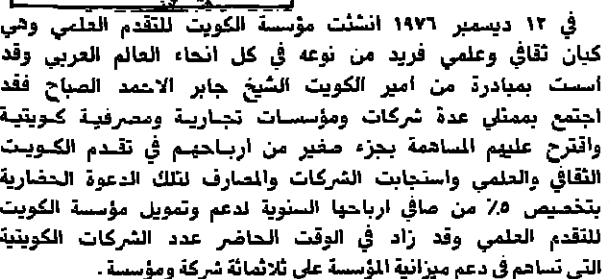 في ١٢ ديسمبر ١٩٧٦ انشئت مؤسسة الكويت للتقدم العلمي وهي
كيان ثقافي وعلمي فريد من نوعه في كل انحاء العالم العربي وقد
أسست بمبادرة من امير الكويت الشيخ جابر الاحمد الصباح فقد
اجتمع بممثلي عدة شركات ومؤسسات تجارية ومصرفية كويتية
واقترح عليهم المساهمة بجزء صغير من ارباحهم في تقدم الكويت
الثقافي والعلمي واستجابت الشركات والمصارف لتلك الدعوة الحضارية
بتخصيص ٥٪ من صافي ارباحها السنوية لدعم وتمويل مؤسسة الكويت
للتقدم العلمي وقد زاد في الوقت الحاضر عدد الشركات الكويتية
التي تساهم في دعم ميزانية المؤسسة على ثلاثمائة شركة ومؤسسة .